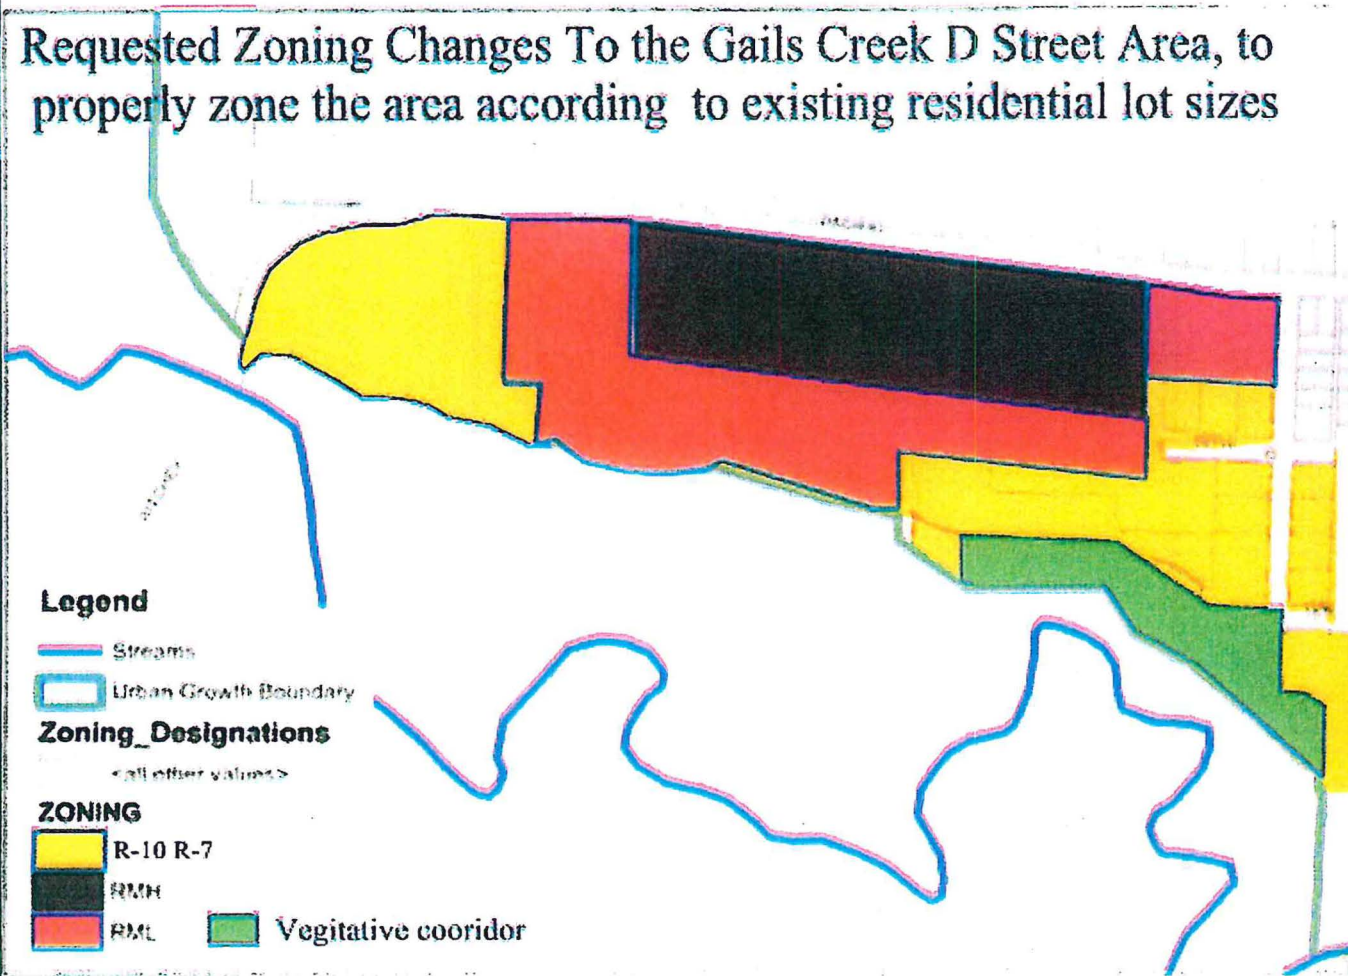 Requested Zoning Changes To the Gails Creek D Street Area, to
properly zone the area according to existing residential lot sizes
Legend
Streams
Urban Growth Boundary
Zoning_Designations
<all other values>
ZONING
R-10 R-7
RMH
RML
Vegitative cooridor